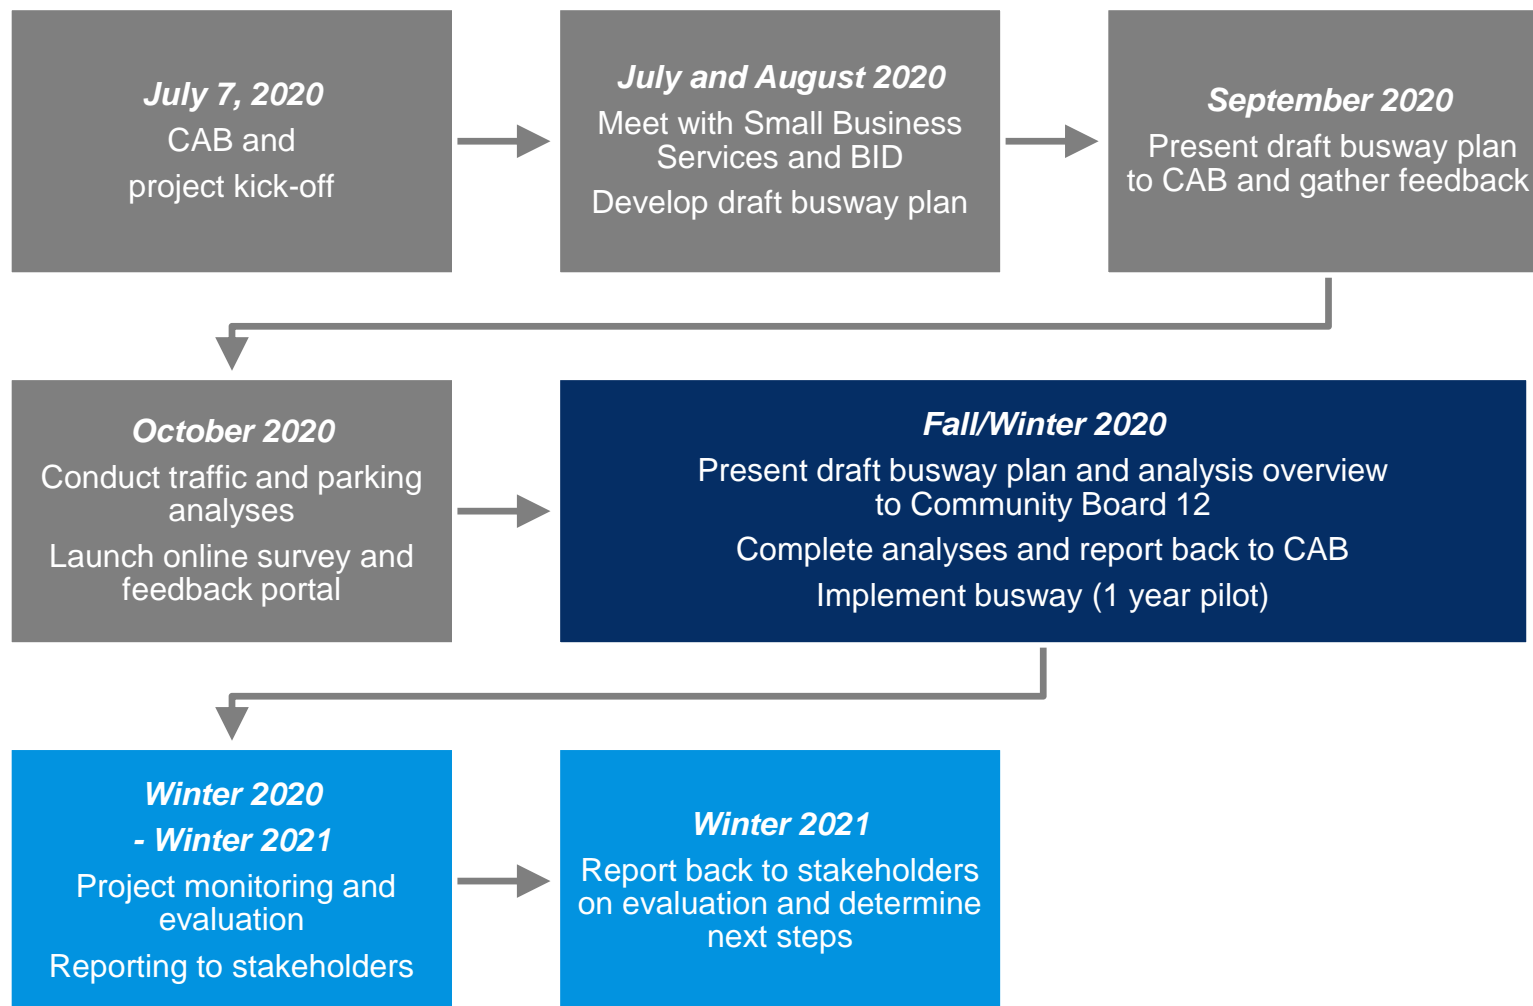 July 7, 2020
CAB and
project kick-off
July and August 2020
Meet with Small Business
Services and BID
Develop draft busway plan
September 2020
Present draft busway plan
to CAB and gather feedback
October 2020
Conduct traffic and parking
analyses
Launch online survey and
feedback portal
Fall/Winter 2020
Present draft busway plan and analysis overview
to Community Board 12
Complete analyses and report back to CAB
Implement busway (1 year pilot)
Winter 2020
- Winter 2021
Project monitoring and
evaluation
Reporting to stakeholders
Winter 2021
Report back to stakeholders
on evaluation and determine
next steps